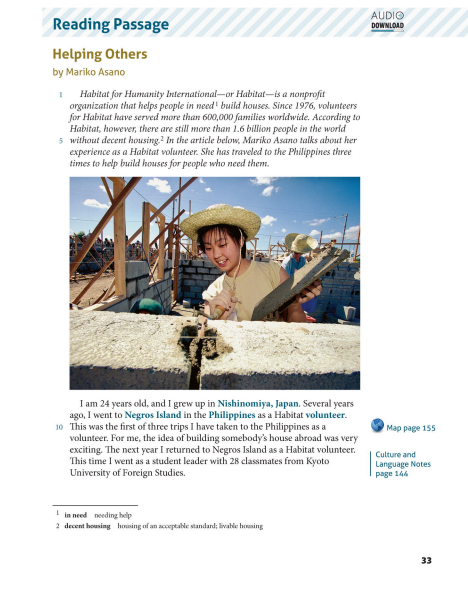 Reading Passage
AUDIO
DOWNLOAD
Helping Others
by Mariko Asano
1 Habitat for Humanity International—or Habitat—is a nonprofit
organization that helps people in need1 build houses. Since 1976, volunteers
for Habitat have served more than 600,000 families worldwide. According to
Habitat, however, there are still more than 1.6 billion people in the world
5 without decent housing.2 In the article below, Mariko Asano talks about her
experience as a Habitat volunteer. She has traveled to the Philippines three
times to help build houses for people who need them.
I am 24 years old, and I grew up in Nishinomiya, Japan. Several years
ago, I went to Negros Island in the Philippines as a Habitat volunteer.
10 This was the first of three trips I have taken to the Philippines as a
volunteer. For me, the idea of building somebody's house abroad was very
exciting. The next year I returned to Negros Island as a Habitat volunteer.
This time I went as a student leader with 28 classmates from Kyoto
University of Foreign Studies.
Map page 155
Culture and
Language Notes
page 144
1 in need needing help
2 decent housing housing of an acceptable standard; livable housing
33